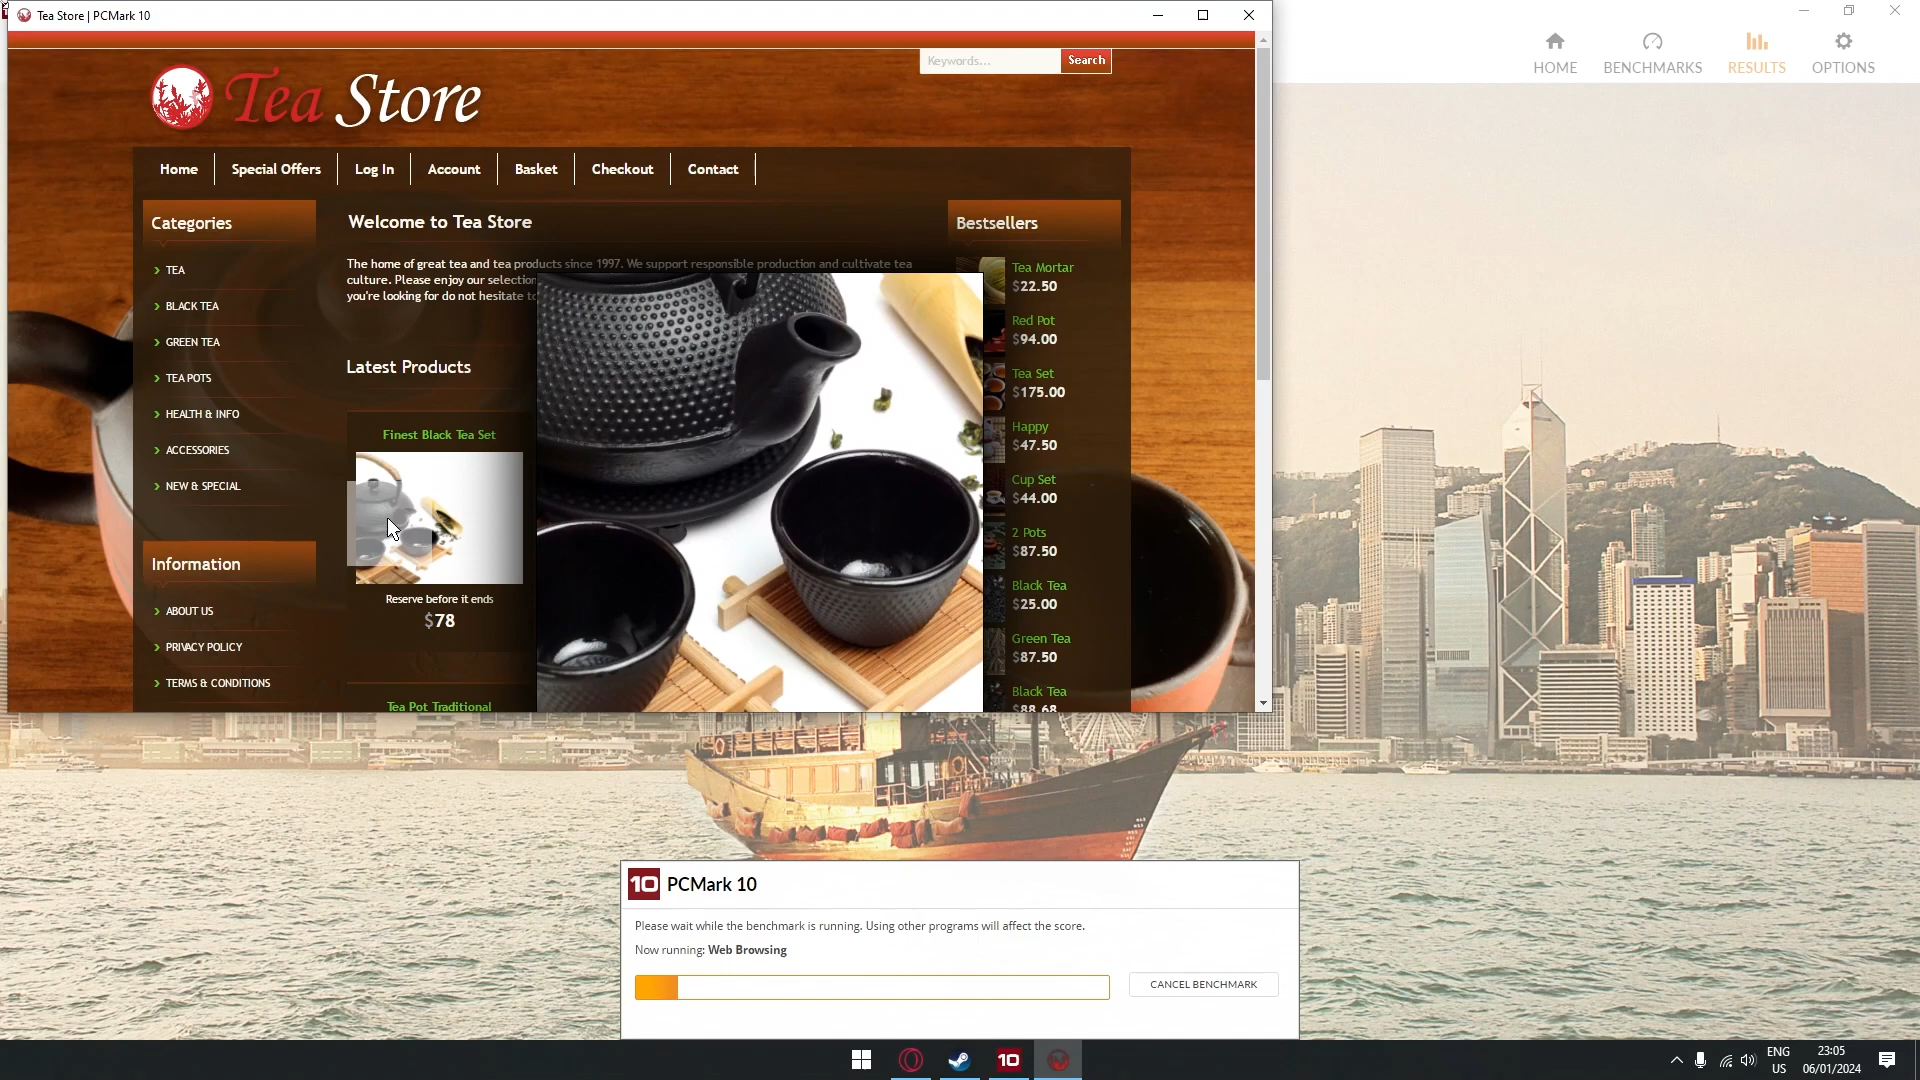 Tea Store | PCMark 10
HOME
BENCHMARKS
RESULTS
OPTIONS
Keywords...
Search
Tea Store
Home
Special Offers
Log In
Account
Basket
Checkout
Contact
Categories
TEA
BLACK TEA
GREEN TEA
TEA POTS
HEALTH & INFO
ACCESSORIES
NEW & SPECIAL
Information
ABOUT US
PRIVACY POLICY
TERMS & CONDITIONS
Welcome to Tea Store
The home of great tea and tea products since 1997. We support responsible production and cultivate tea
culture. Please enjoy our selection
you're looking for do not hesitate to
Latest Products
Finest Black Tea Set
Reserve before it ends
$78
Tea Pot Traditional
Bestsellers
Tea Mortar
$22.50
Red Pot
$94.00
Tea Set
$175.00
Happy
$47.50
Cup Set
$44.00
2 Pots
$87.50
Black Tea
$25.00
Green Tea
$87.50
Black Tea
$88.68
10 PCMark 10
Please wait while the benchmark is running. Using other programs will affect the score.
Now running: Web Browsing
CANCEL BENCHMARK
10
ENG
US
23:05
06/01/2024